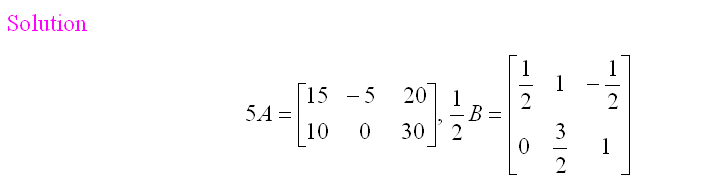 Solution
5A = [15 −5 20; 10 0 30], 1/2 B = [1/2 1 −1/2; 0 3/2 1]